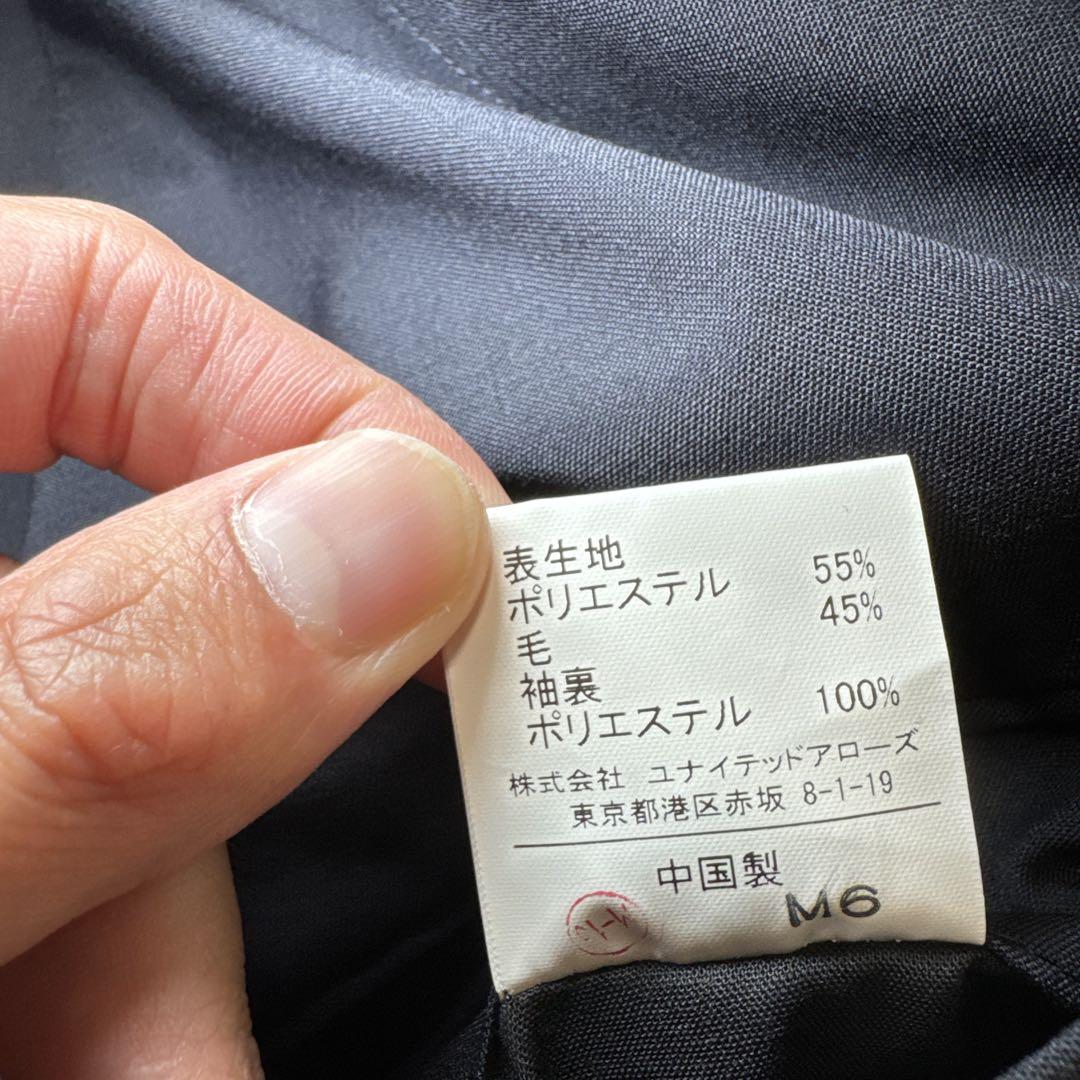 表生地
ポリエステル 55%
毛 45%
袖裏
ポリエステル 100%
株式会社 ユナイテッドアローズ
東京都港区赤坂 8-1-19
中国製
M6